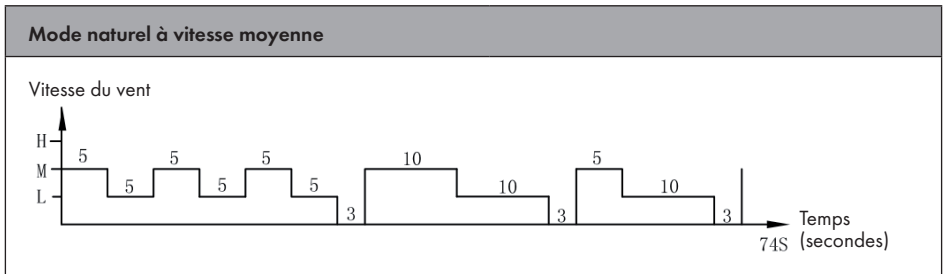 Mode naturel à vitesse moyenne
Vitesse du vent
H
5 5 5 10 5
M
5 5 5 10 10
L
3 3 3
Temps
74S (secondes)